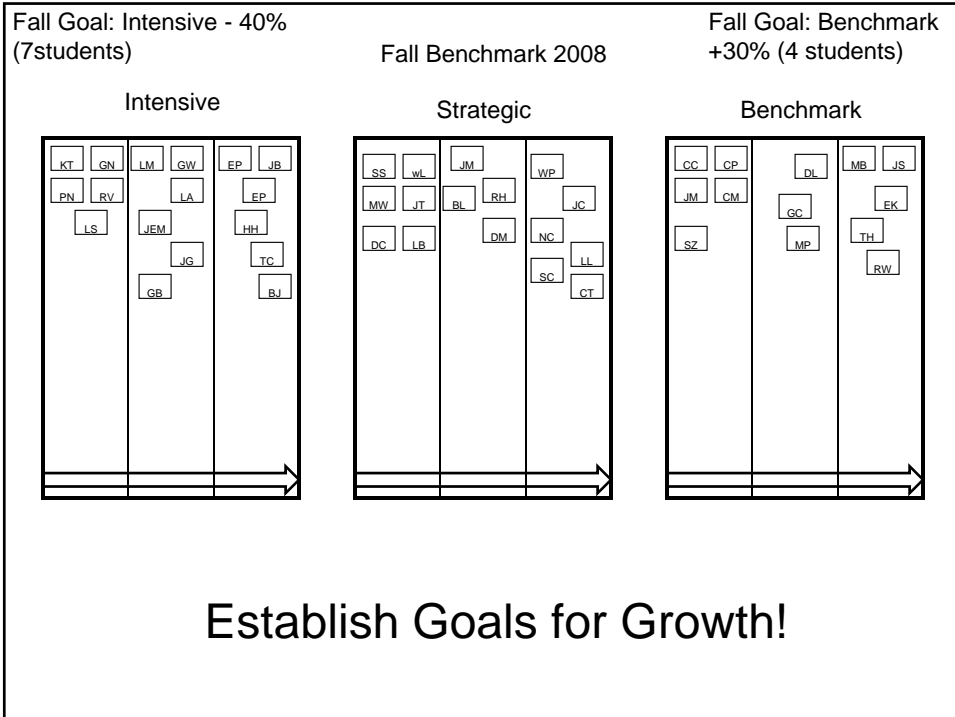 Fall Goal: Intensive - 40%
(7students)
Fall Benchmark 2008
Fall Goal: Benchmark
+30% (4 students)
Intensive
Strategic
Benchmark
KT GN LM GW EP JB
PN RV LA EP
LS JEM HH
JG TC
GB BJ
SS wL JM WP
MW JT BL RH JC
DC LB DM NC
LL
SC
CT
CC CP DL MB JS
JM CM GC EK
SZ MP TH
RW
Establish Goals for Growth!